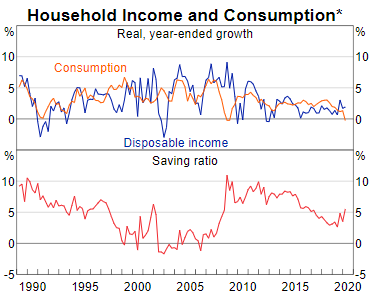 Household Income and Consumption*
% Real, year-ended growth %
10 10
Consumption
5 5
0 0
Disposable income
% Saving ratio %
10 10
5 5
0 0
-5 -5
1990 1995 2000 2005 2010 2015 2020